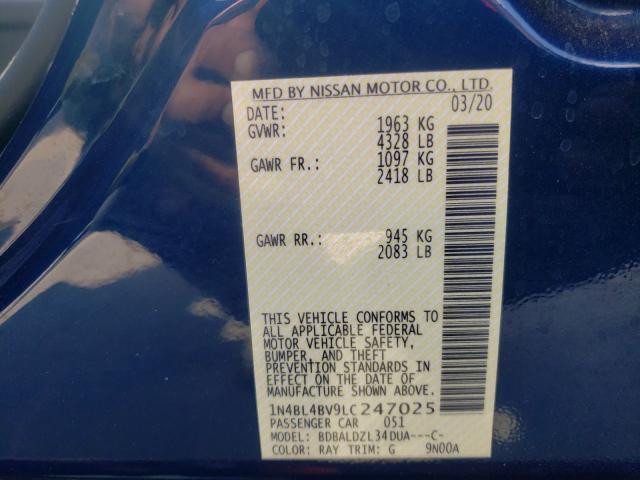 MFD BY NISSAN MOTOR CO., LTD.
DATE: 03/20
GVWR: 1963 KG
4328 LB
GAWR FR.: 1097 KG
2418 LB
GAWR RR.: 945 KG
2083 LB
THIS VEHICLE CONFORMS TO
ALL APPLICABLE FEDERAL
MOTOR VEHICLE SAFETY,
BUMPER, AND THEFT
PREVENTION STANDARDS IN
EFFECT ON THE DATE OF
MANUFACTURE SHOWN ABOVE.
1N4BL4BV9LC247025
PASSENGER CAR 051
MODEL: BDBALDZL34DUA---C-
COLOR: RAY TRIM: G 9N00A